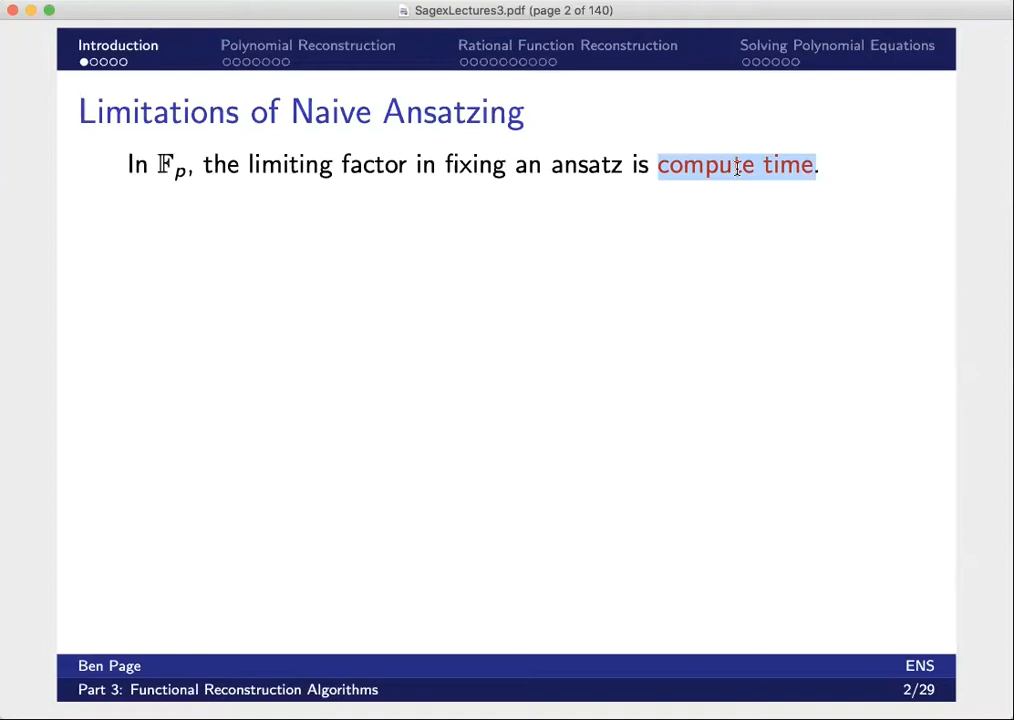 SagexLectures3.pdf (page 2 of 140)
Introduction Polynomial Reconstruction Rational Function Reconstruction Solving Polynomial Equations
Limitations of Naive Ansatzing
In 𝔽ₚ, the limiting factor in fixing an ansatz is compute time.
Ben Page ENS
Part 3: Functional Reconstruction Algorithms 2/29